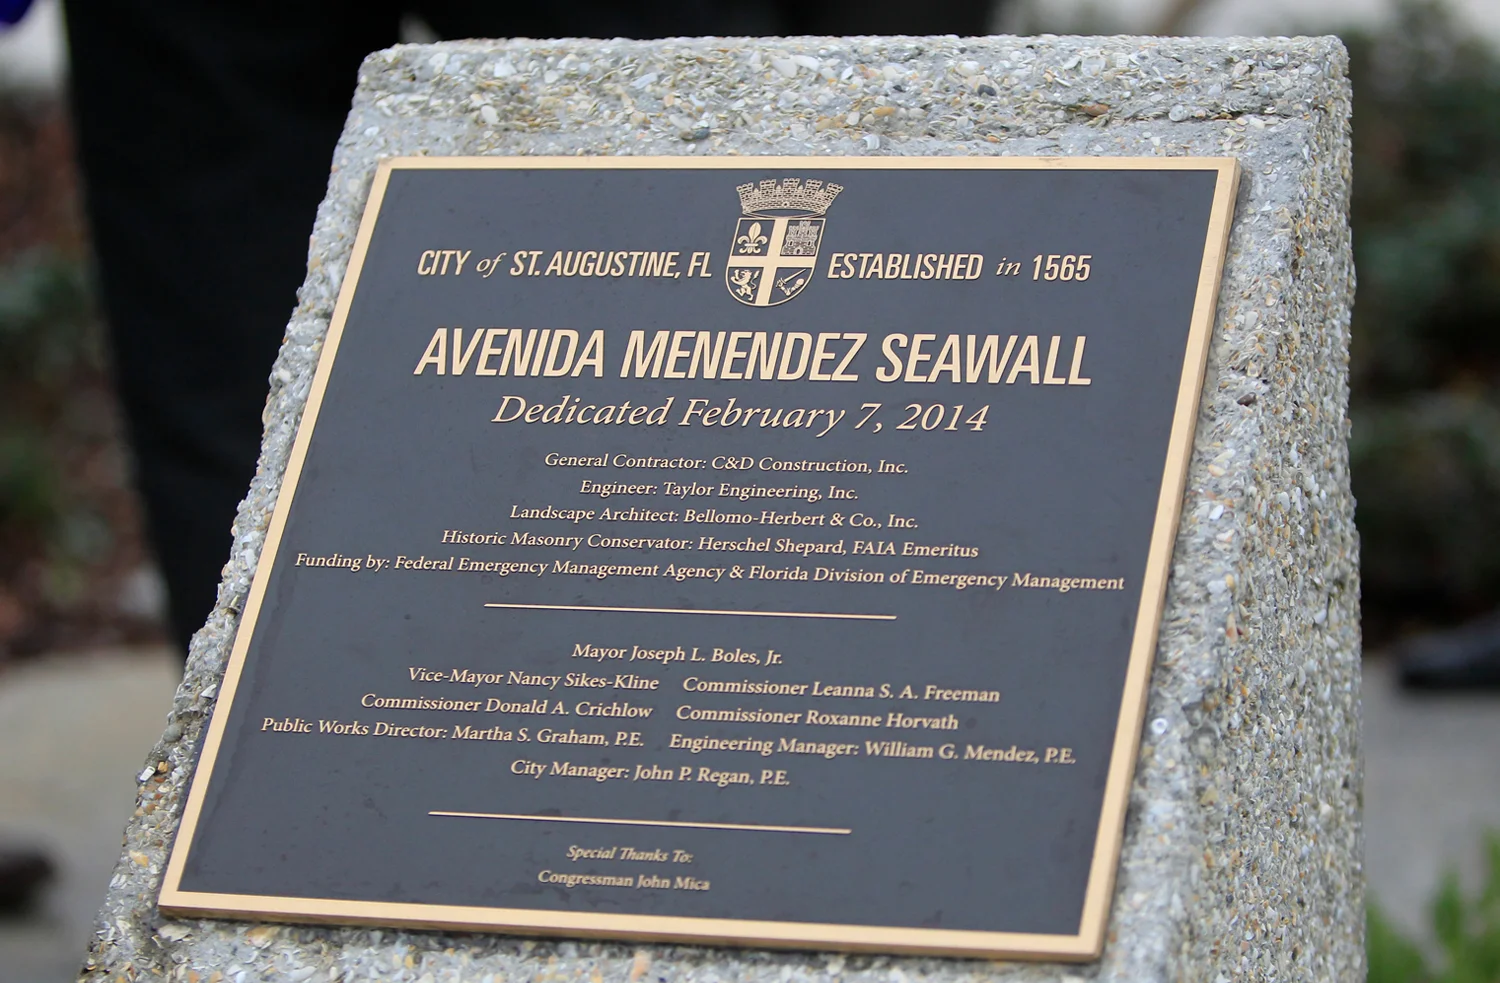 CITY of ST. AUGUSTINE, FL ESTABLISHED in 1565
AVENIDA MENENDEZ SEAWALL
Dedicated February 7, 2014
General Contractor: C&D Construction, Inc.
Engineer: Taylor Engineering, Inc.
Landscape Architect: Bellomo-Herbert & Co., Inc.
Historic Masonry Conservator: Herschel Shepard, FAIA Emeritus
Funding by: Federal Emergency Management Agency & Florida Division of Emergency Management
Mayor Joseph L. Boles, Jr.
Vice-Mayor Nancy Sikes-Kline Commissioner Leanna S. A. Freeman
Commissioner Donald A. Crichlow Commissioner Roxanne Horvath
Public Works Director: Martha S. Graham, P.E. Engineering Manager: William G. Mendez, P.E.
City Manager: John P. Regan, P.E.
Special Thanks To:
Congressman John Mica